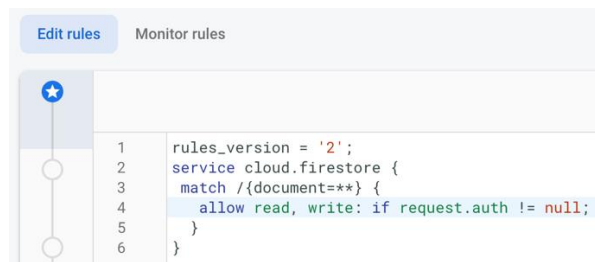 Edit rules Monitor rules
1 rules_version = '2';
2 service cloud.firestore {
3 match /{document=**} {
4 allow read, write: if request.auth != null;
5 }
6 }